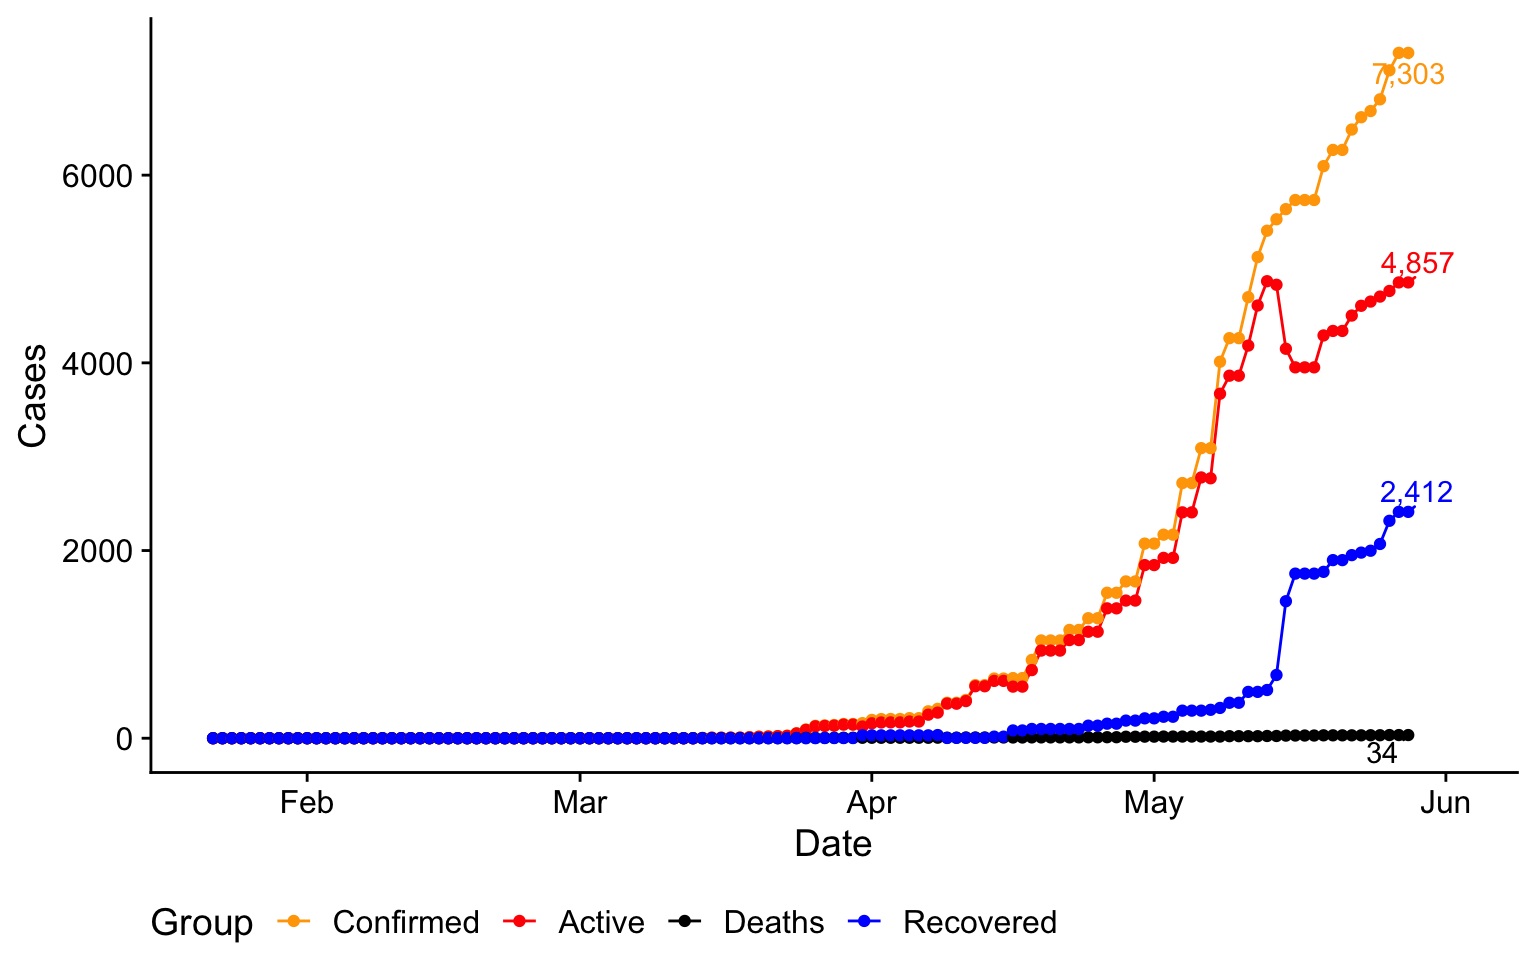 7,303
6000
4,857
4000
Cases
2,412
2000
0
34
Feb Mar Apr May Jun
Date
Group Confirmed Active Deaths Recovered